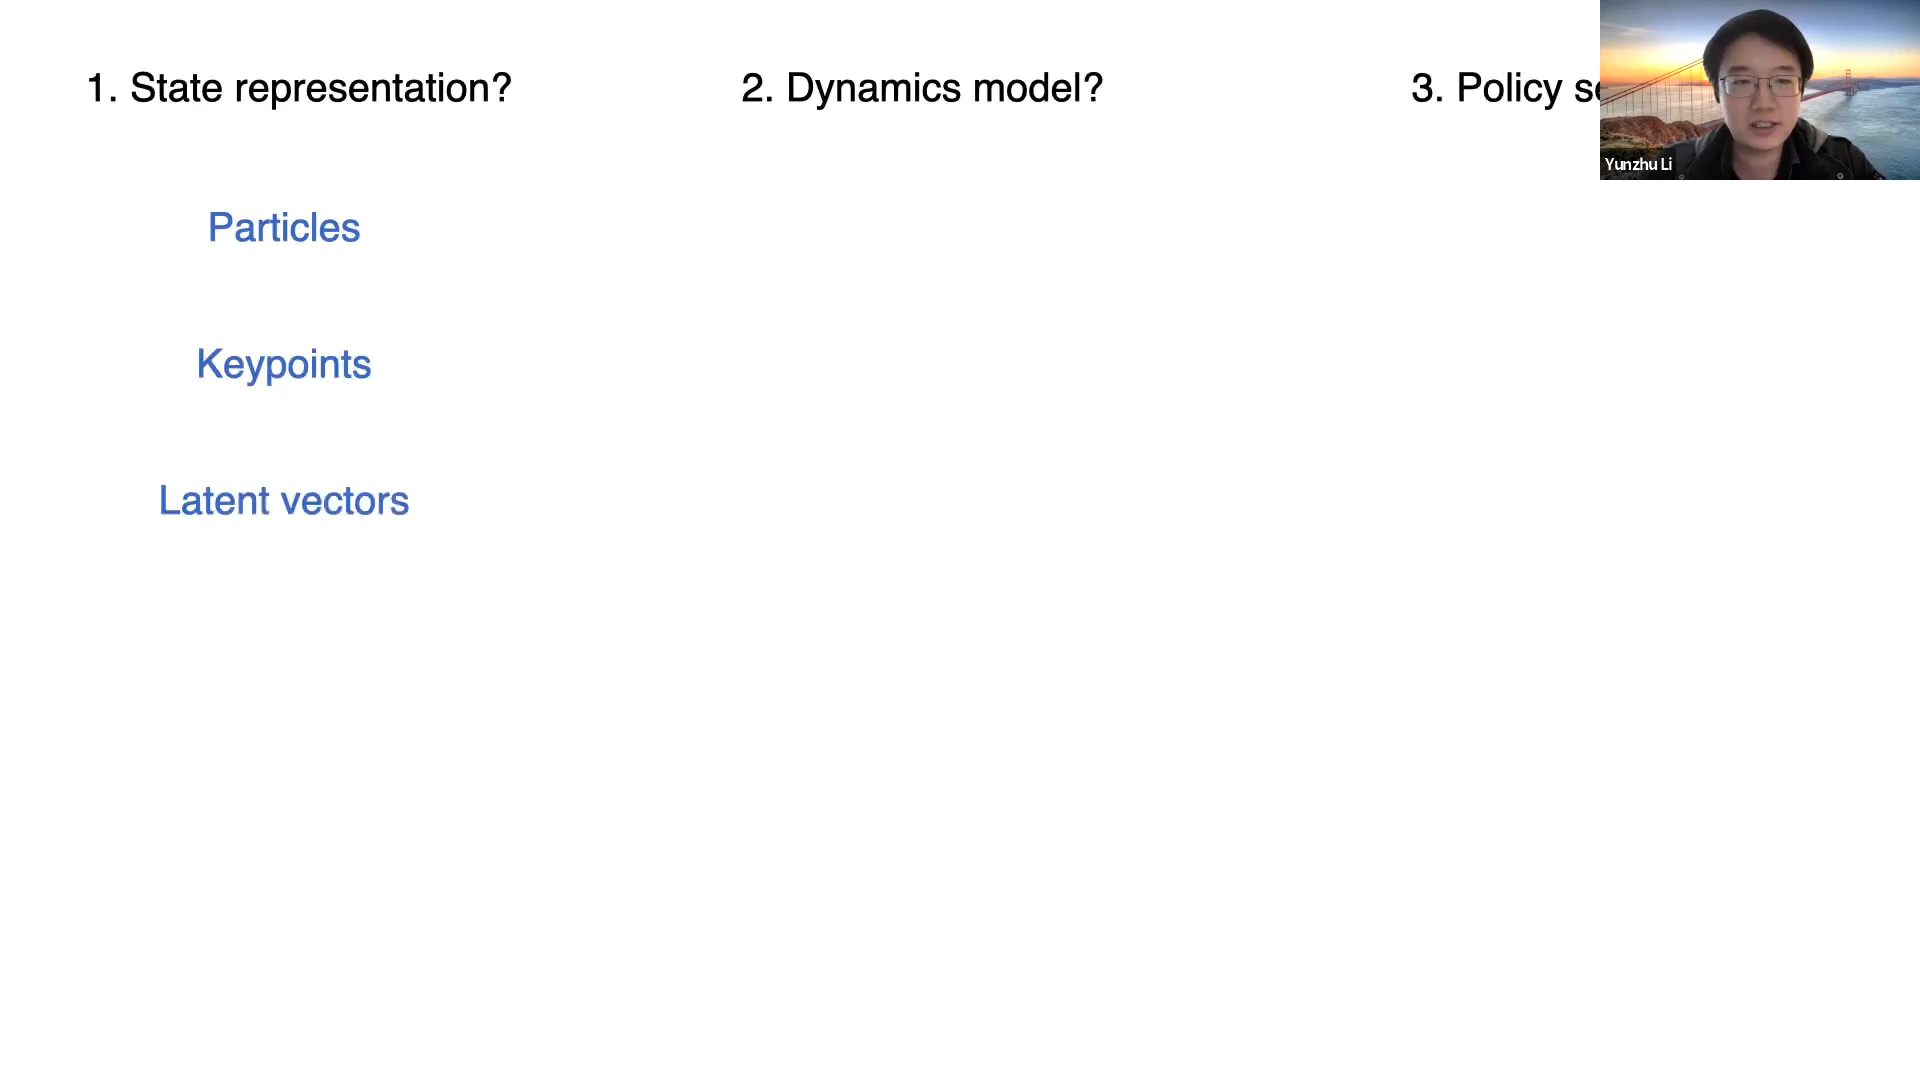 1. State representation?
2. Dynamics model?
3. Policy
Yunzhu Li
Particles
Keypoints
Latent vectors